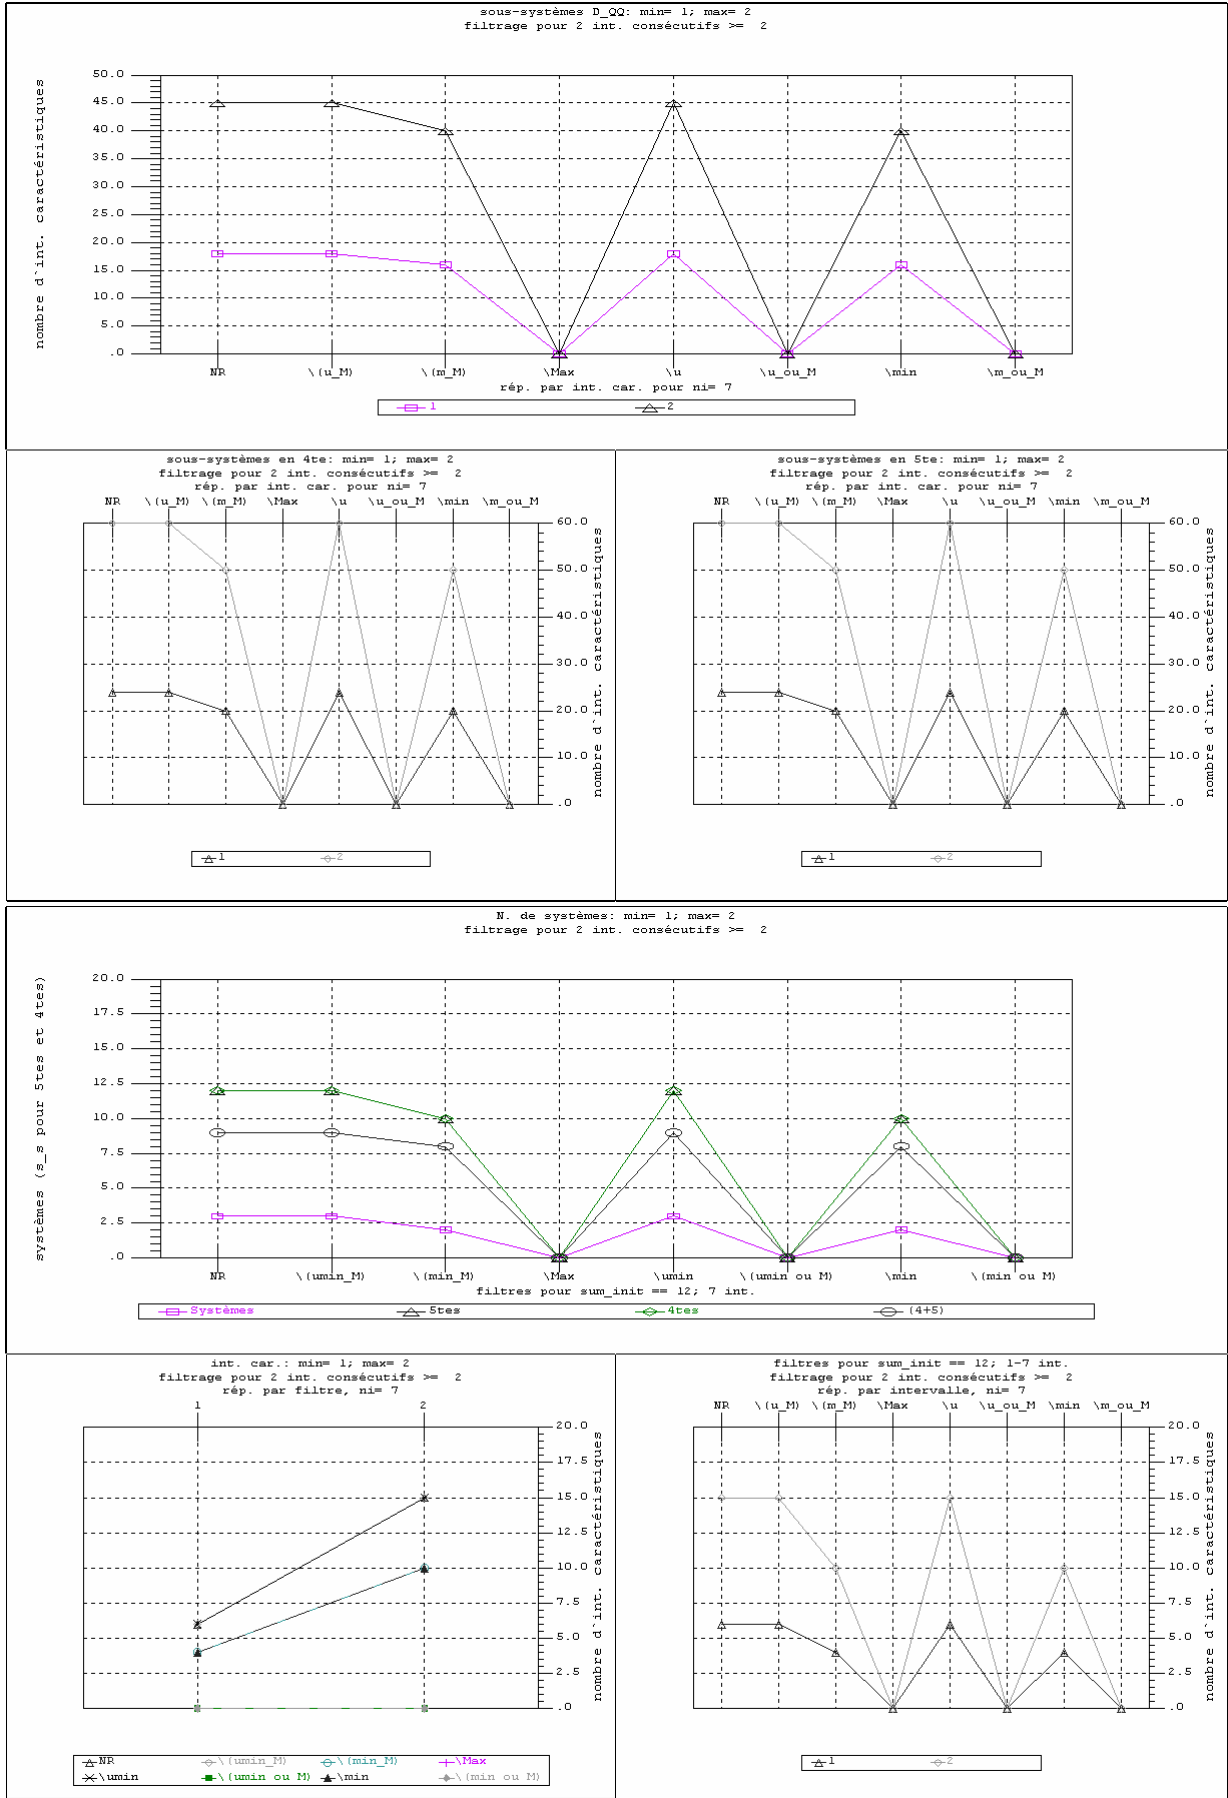 sous-systèmes D_QQ: min= 1; max= 2
filtrage pour 2 int. consécutifs >= 2
nombre d`int. caractéristiques
50.0
45.0
40.0
35.0
30.0
25.0
20.0
15.0
10.0
5.0
.0
NR \(u_M) \(m_M) \Max \u \u_ou_M \min \m_ou_M
rép. par int. car. pour ni= 7
1 2
sous-systèmes en 4te: min= 1; max= 2
filtrage pour 2 int. consécutifs >= 2
rép. par int. car. pour ni= 7
NR \(u_M) \(m_M) \Max \u \u_ou_M \min \m_ou_M
60.0
50.0
40.0
30.0
20.0
10.0
.0
nombre d`int. caractéristiques
1 2
sous-systèmes en 5te: min= 1; max= 2
filtrage pour 2 int. consécutifs >= 2
rép. par int. car. pour ni= 7
NR \(u_M) \(m_M) \Max \u \u_ou_M \min \m_ou_M
60.0
50.0
40.0
30.0
20.0
10.0
.0
nombre d`int. caractéristiques
1 2
N. de systèmes: min= 1; max= 2
filtrage pour 2 int. consécutifs >= 2
systèmes (s_s pour 5tes et 4tes)
20.0
17.5
15.0
12.5
10.0
7.5
5.0
2.5
.0
NR \(umin_M) \(min_M) \Max \umin \(umin ou M) \min \(min ou M)
filtres pour sum_init == 12; 7 int.
Systèmes 5tes 4tes (4+5)
int. car.: min= 1; max= 2
filtrage pour 2 int. consécutifs >= 2
rép. par filtre, ni= 7
1 2
20.0
17.5
15.0
12.5
10.0
7.5
5.0
2.5
.0
nombre d`int. caractéristiques
NR \(umin_M) \(min_M) \Max
\umin \(umin ou M) \min \(min ou M)
filtres pour sum_init == 12; 1-7 int.
filtrage pour 2 int. consécutifs >= 2
rép. par intervalle, ni= 7
NR \(u_M) \(m_M) \Max \u \u_ou_M \min \m_ou_M
20.0
17.5
15.0
12.5
10.0
7.5
5.0
2.5
.0
nombre d`int. caractéristiques
1 2